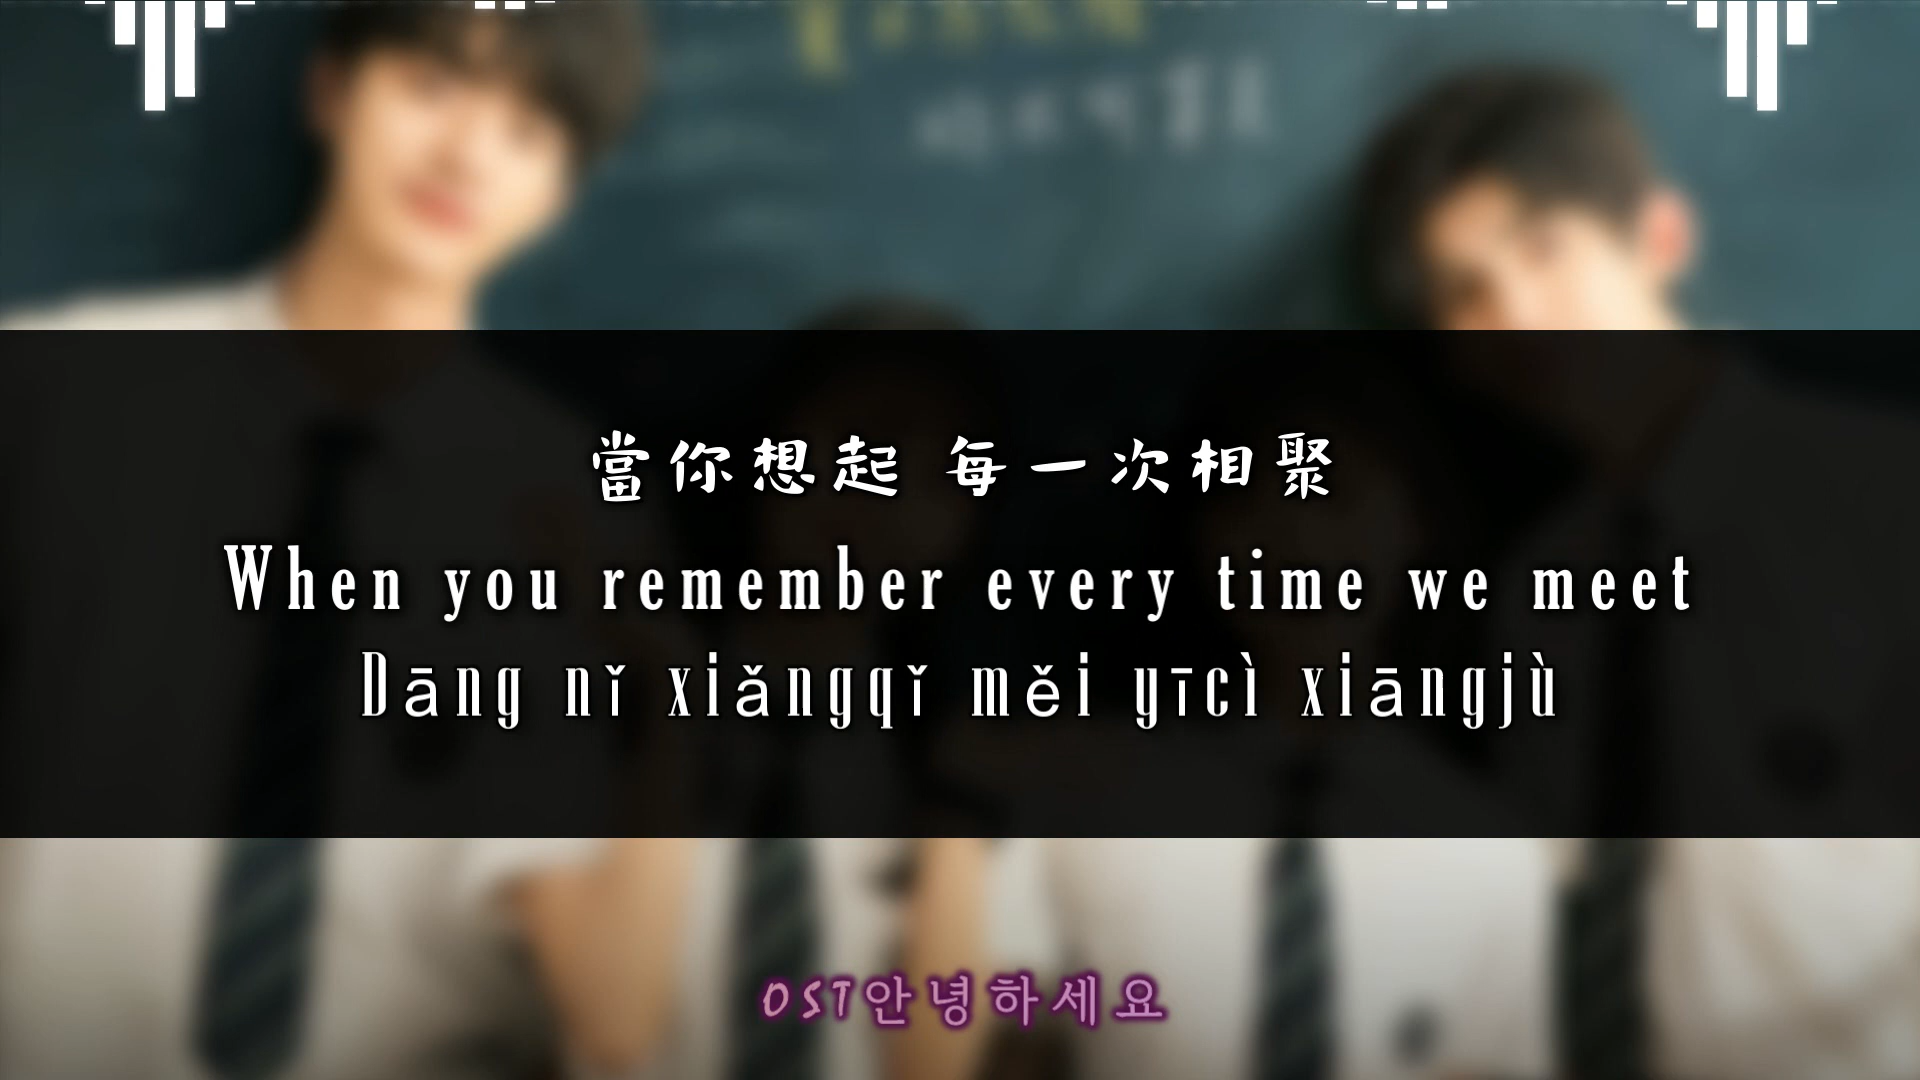 當你想起 每一次相聚
When you remember every time we meet
Dāng nǐ xiǎngqǐ měi yīcì xiāngjù
OST안녕하세요